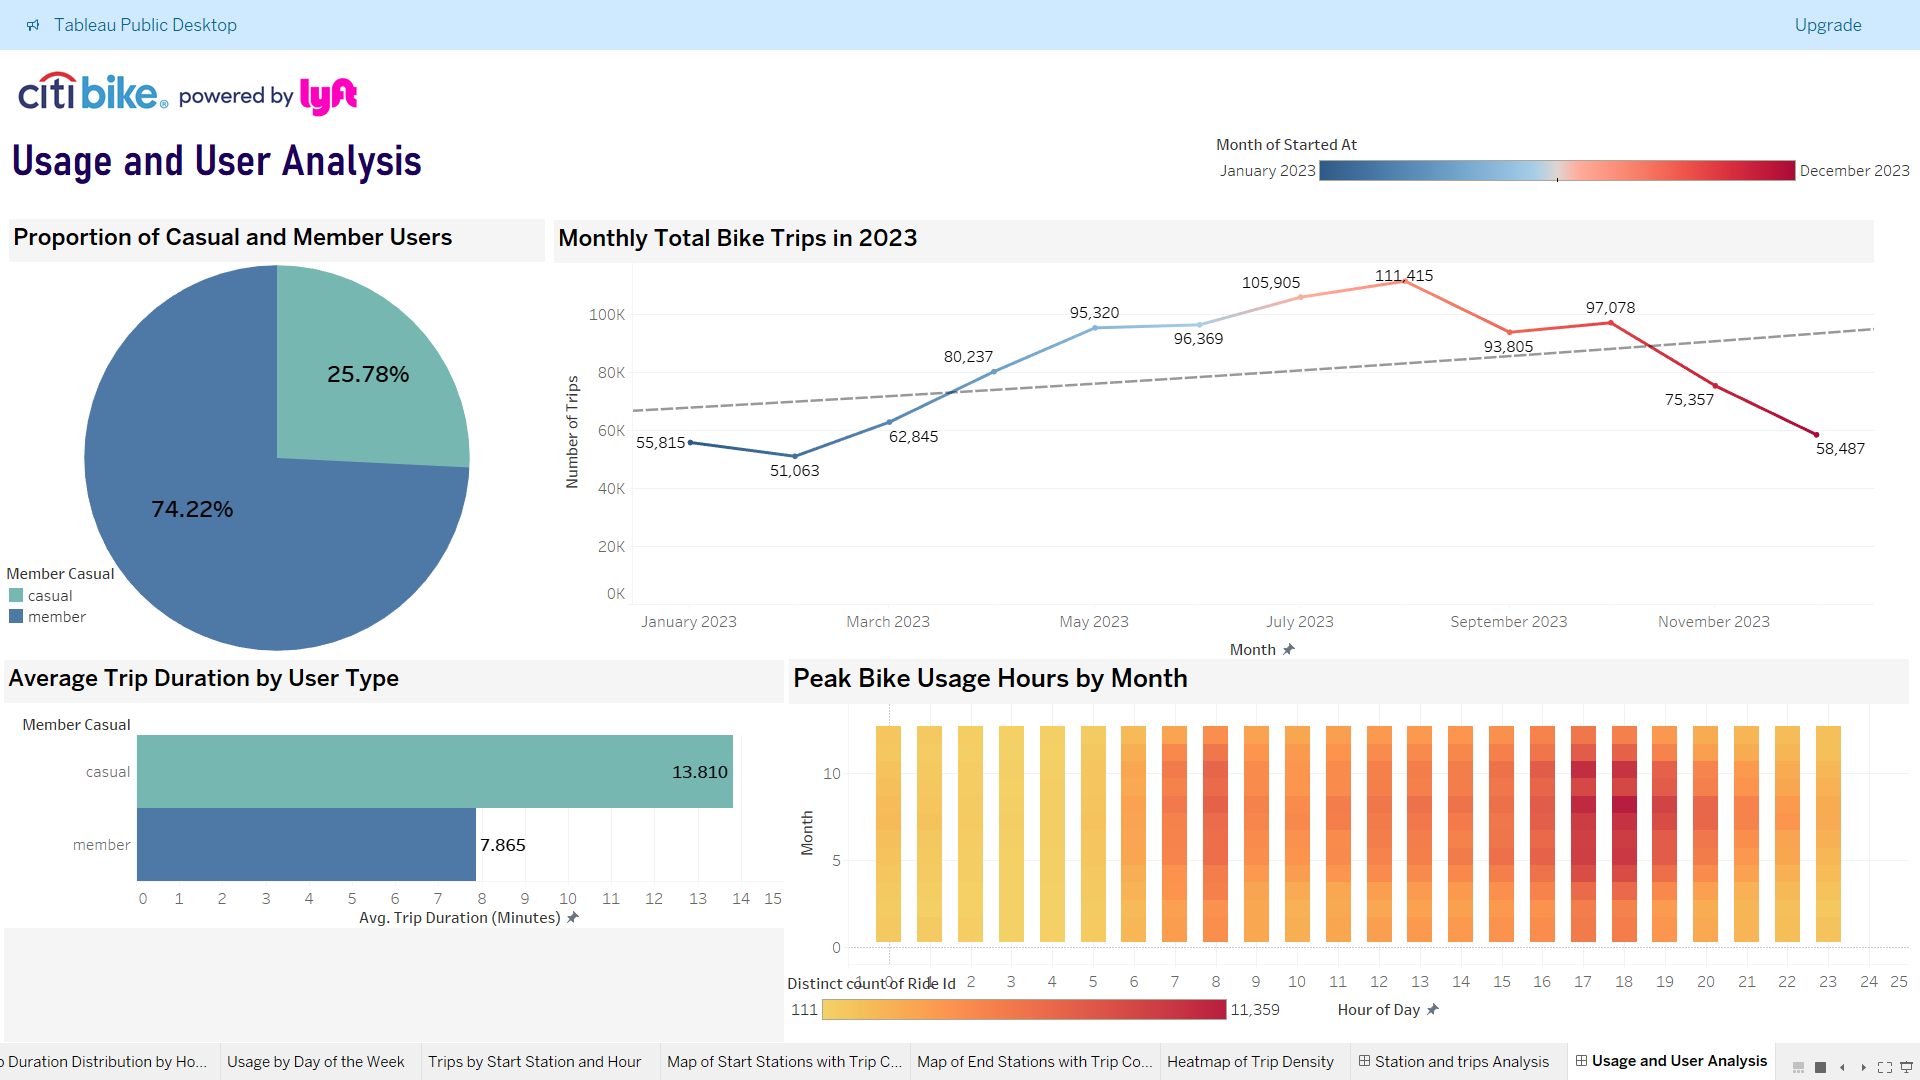 Tableau Public Desktop
Upgrade
citi bike® powered by lyft
Usage and User Analysis
Month of Started At
January 2023
December 2023
Proportion of Casual and Member Users
25.78%
74.22%
Member Casual
casual
member
Monthly Total Bike Trips in 2023
100K
80K
60K
40K
20K
0K
Number of Trips
55,815
51,063
62,845
80,237
95,320
96,369
105,905
111,415
93,805
97,078
75,357
58,487
January 2023
March 2023
May 2023
July 2023
September 2023
November 2023
Month
Average Trip Duration by User Type
Member Casual
casual
13.810
member
7.865
0 1 2 3 4 5 6 7 8 9 10 11 12 13 14 15
Avg. Trip Duration (Minutes)
Peak Bike Usage Hours by Month
10
5
0
Month
-1 0 1 2 3 4 5 6 7 8 9 10 11 12 13 14 15 16 17 18 19 20 21 22 23 24 25
Distinct count of Ride Id
111
11,359
Hour of Day
p Duration Distribution by Ho...
Usage by Day of the Week
Trips by Start Station and Hour
Map of Start Stations with Trip C...
Map of End Stations with Trip Co...
Heatmap of Trip Density
Station and trips Analysis
Usage and User Analysis